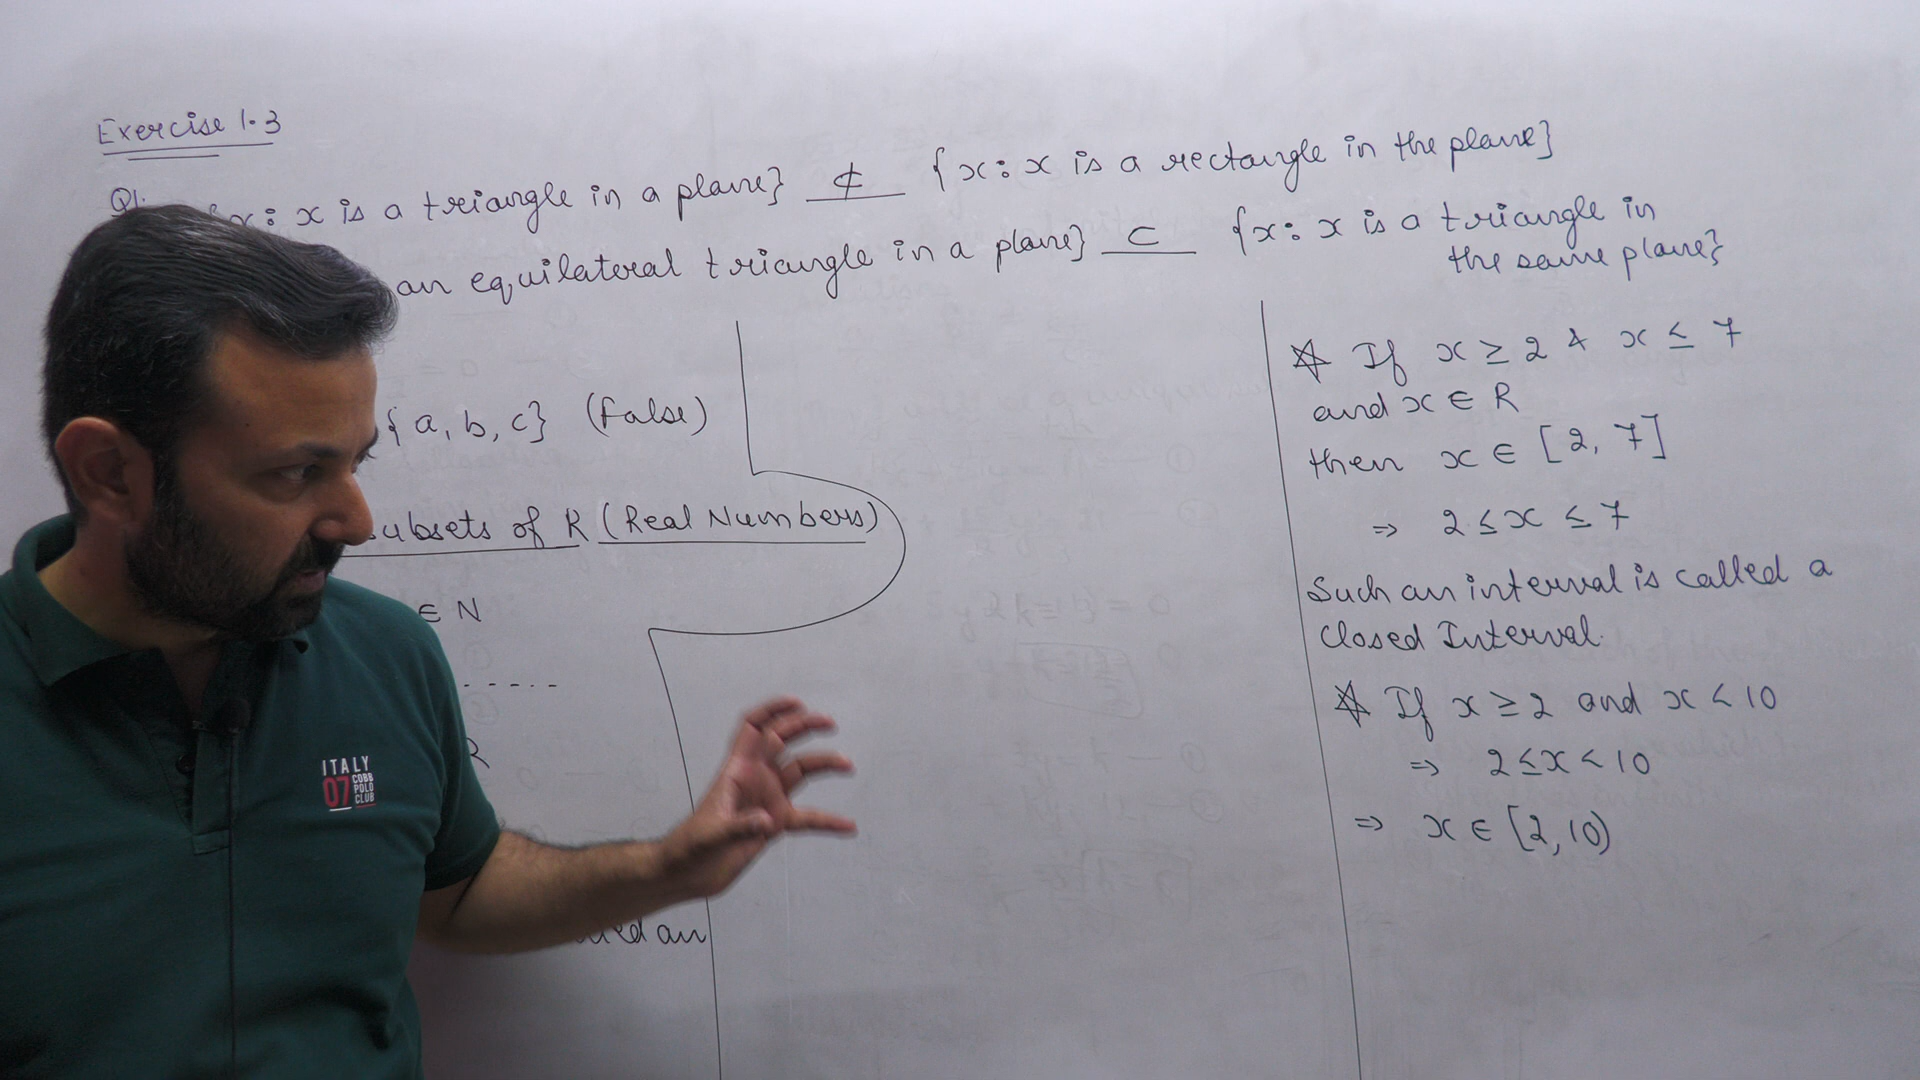 Exercise 1.3
Q1. x : x is a triangle in a plane} ⊄ {x : x is a rectangle in the plane}
an equilateral triangle in a plane} ⊂ {x : x is a triangle in
the same plane}
{a, b, c} (False)
ubsets of R (Real Numbers)
∈ N
.....
R
an
☆ If x ≥ 2 & x ≤ 7
and x ∈ R
then x ∈ [2, 7]
⇒ 2 ≤ x ≤ 7
Such an interval is called a
Closed Interval.
☆ If x ≥ 2 and x < 10
⇒ 2 ≤ x < 10
⇒ x ∈ [2, 10)
ITALY
07 COBB
POLO
CLUB